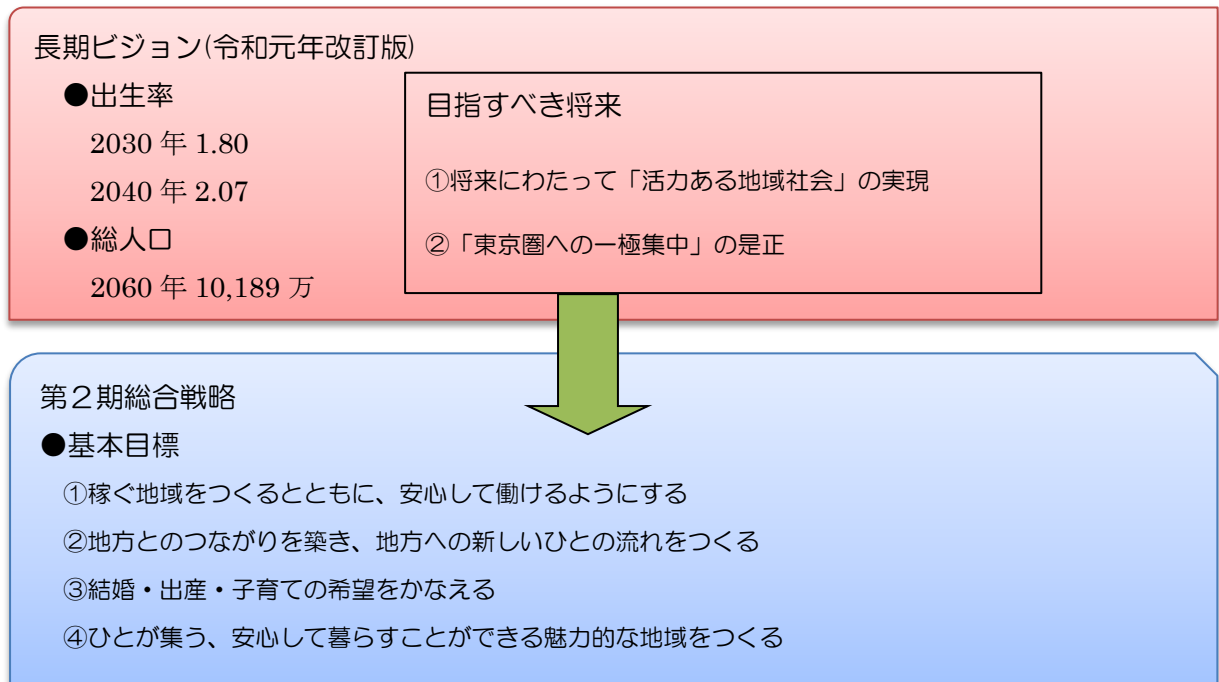 長期ビジョン(令和元年改訂版)
●出生率
2030 年 1.80
2040 年 2.07
●総人口
2060 年 10,189 万
目指すべき将来
①将来にわたって「活力ある地域社会」の実現
②「東京圏への一極集中」の是正
第２期総合戦略
●基本目標
①稼ぐ地域をつくるとともに、安心して働けるようにする
②地方とのつながりを築き、地方への新しいひとの流れをつくる
③結婚・出産・子育ての希望をかなえる
④ひとが集う、安心して暮らすことができる魅力的な地域をつくる